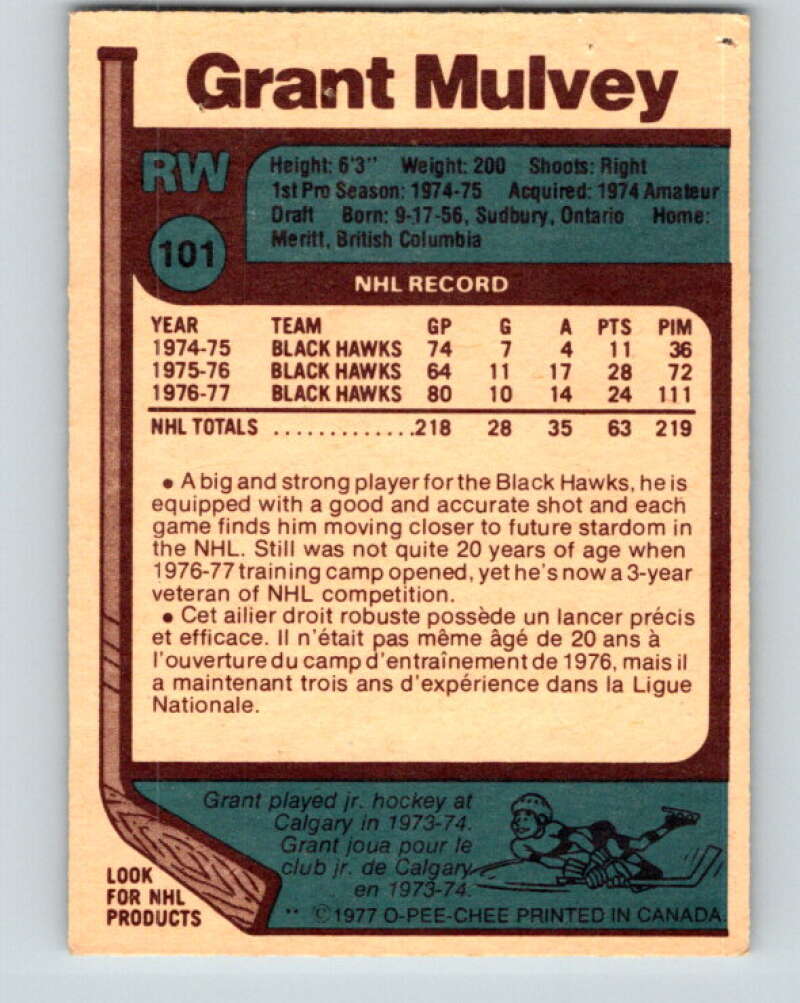 Grant Mulvey
RW
101
Height: 6'3" Weight: 200 Shoots: Right
1st Pro Season: 1974-75 Acquired: 1974 Amateur
Draft Born: 9-17-56, Sudbury, Ontario Home:
Meritt, British Columbia
NHL RECORD
YEAR TEAM GP G A PTS PIM
1974-75 BLACK HAWKS 74 7 4 11 36
1975-76 BLACK HAWKS 64 11 17 28 72
1976-77 BLACK HAWKS 80 10 14 24 111
NHL TOTALS .............218 28 35 63 219
• A big and strong player for the Black Hawks, he is
equipped with a good and accurate shot and each
game finds him moving closer to future stardom in
the NHL. Still was not quite 20 years of age when
1976-77 training camp opened, yet he's now a 3-year
veteran of NHL competition.
• Cet ailier droit robuste possède un lancer précis
et efficace. Il n'était pas même âgé de 20 ans à
l'ouverture du camp d'entraînement de 1976, mais il
a maintenant trois ans d'expérience dans la Ligue
Nationale.
Grant played jr. hockey at
Calgary in 1973-74.
Grant joua pour le
club jr. de Calgary
en 1973-74.
LOOK
FOR NHL
PRODUCTS
** ©1977 O-PEE-CHEE PRINTED IN CANADA